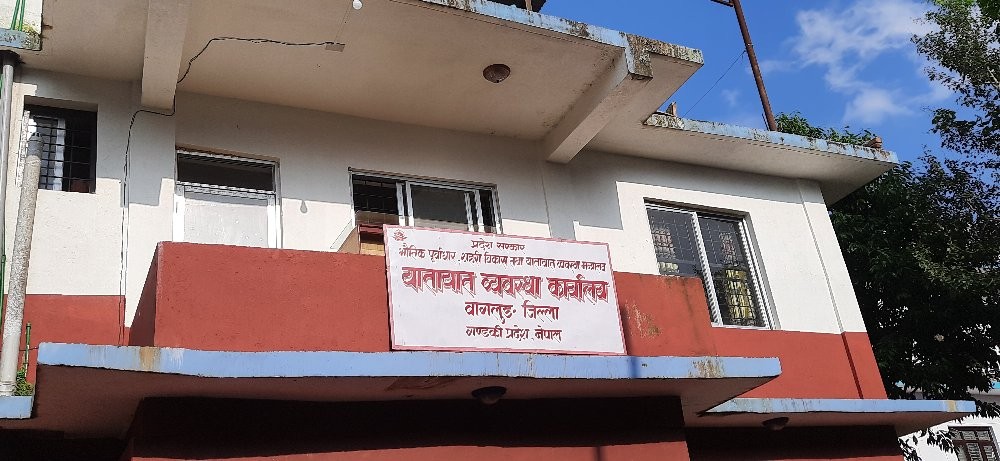 प्रदेश सरकार
भौतिक पूर्वाधार, शहरी विकास तथा यातायात व्यवस्था मन्त्रालय
यातायात व्यवस्था कार्यालय
बागलुङ- जिल्ला
गण्डकी प्रदेश, नेपाल